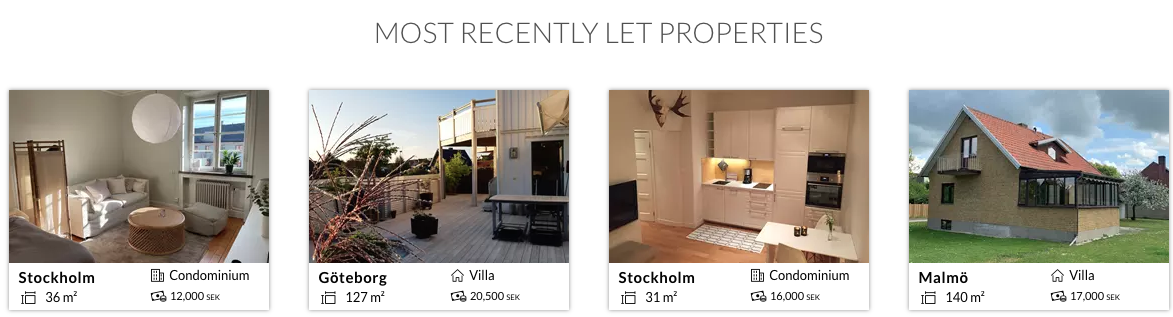 MOST RECENTLY LET PROPERTIES
Stockholm
Condominium
36 m²
12,000 SEK
Göteborg
Villa
127 m²
20,500 SEK
Stockholm
Condominium
31 m²
16,000 SEK
Malmö
Villa
140 m²
17,000 SEK